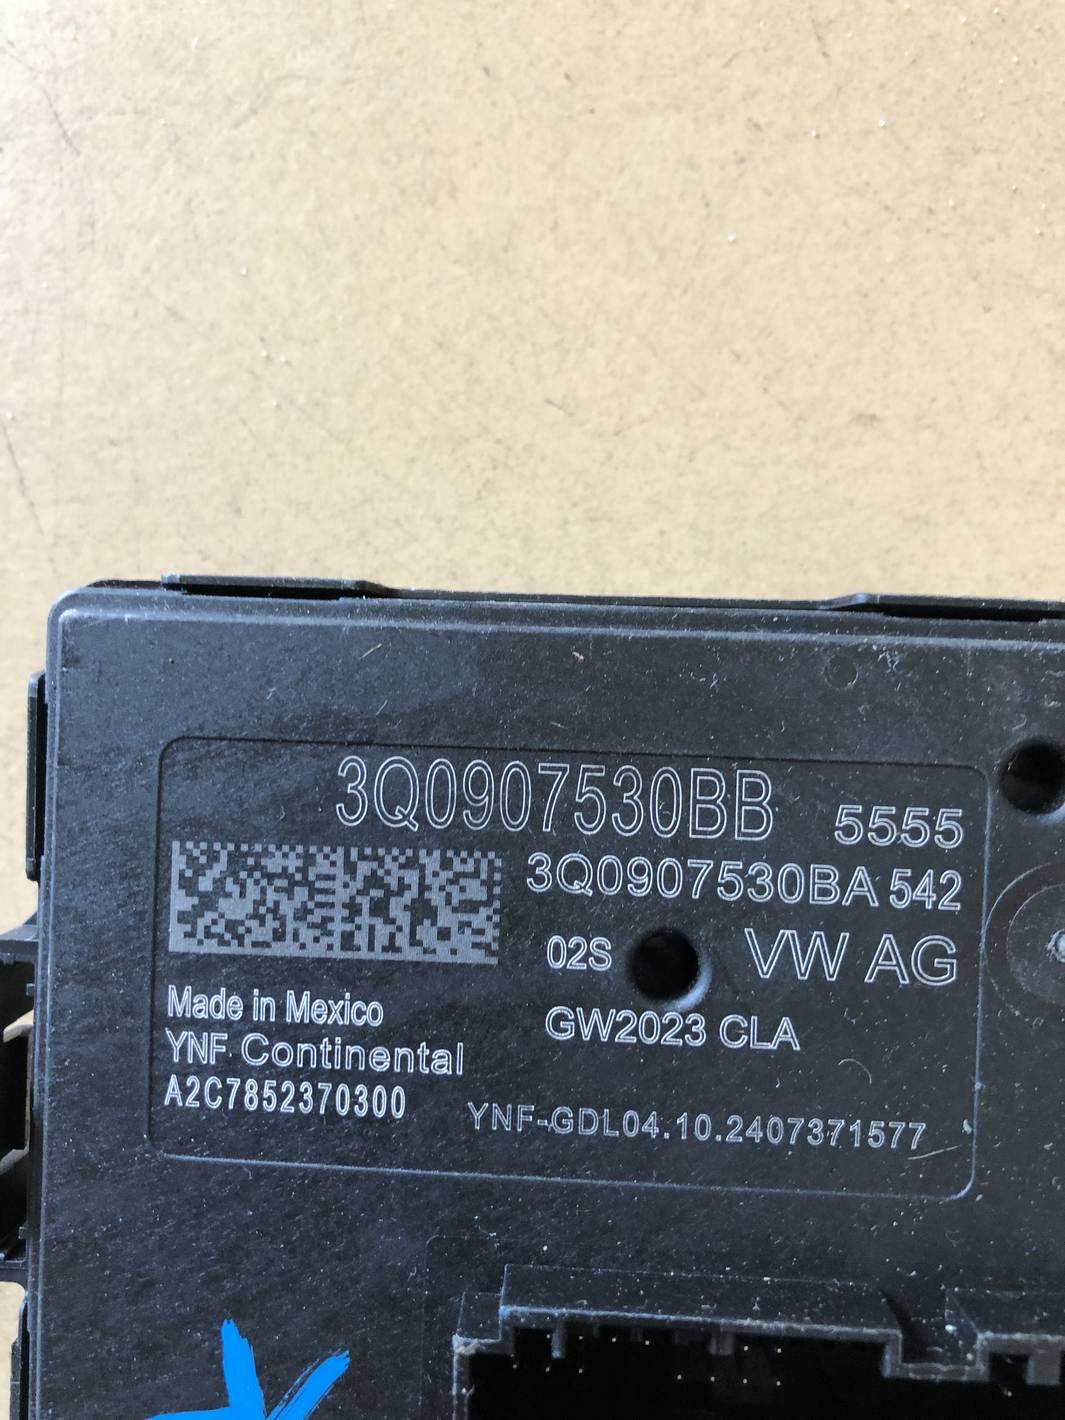 3Q0907530BB 5555
3Q0907530BA 542
02S VW AG
Made in Mexico
GW2023 CLA
YNF Continental
A2C7852370300
YNF-GDL04.10.2407371577